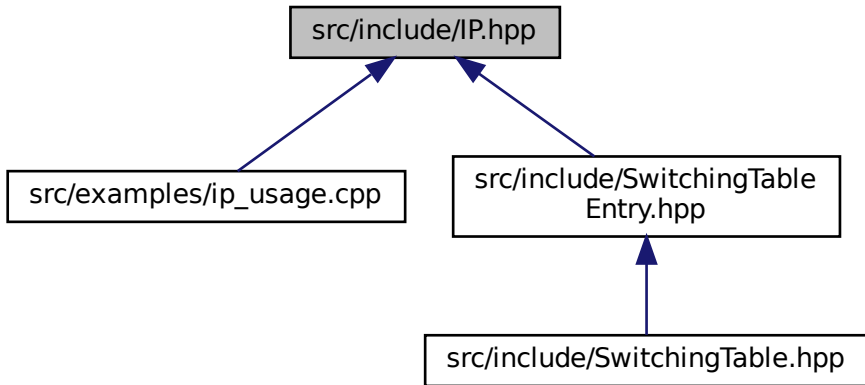 src/include/IP.hpp
src/examples/ip_usage.cpp
src/include/SwitchingTable
Entry.hpp
src/include/SwitchingTable.hpp